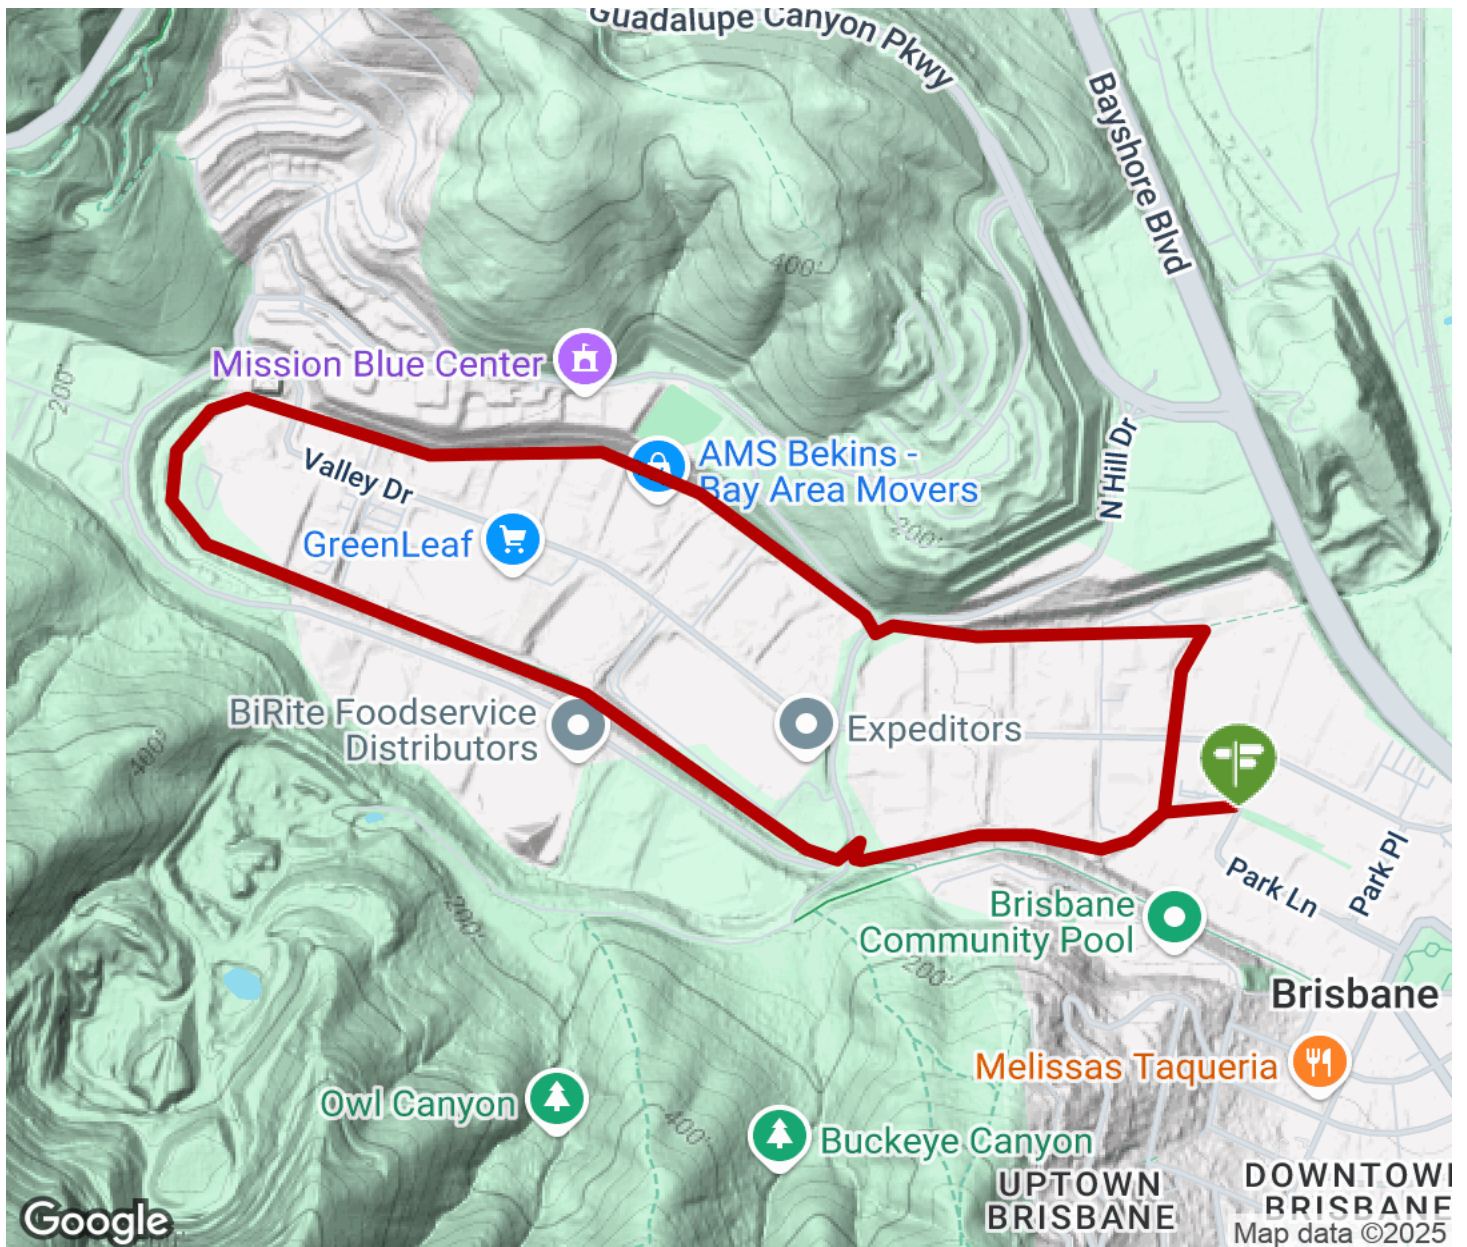 Guadalupe Canyon Pkwy
Bayshore Blvd
400'
Mission Blue Center
200'
N Hill Dr
AMS Bekins -
Bay Area Movers
Valley Dr
200'
GreenLeaf
BiRite Foodservice
Distributors
Expeditors
400'
Park Pl
Park Ln
200'
Brisbane
Community Pool
200'
Brisbane
Melissas Taqueria
Owl Canyon
400'
Buckeye Canyon
UPTOWN
BRISBANE
DOWNTOW
BRISBANE
Google
Map data ©2025